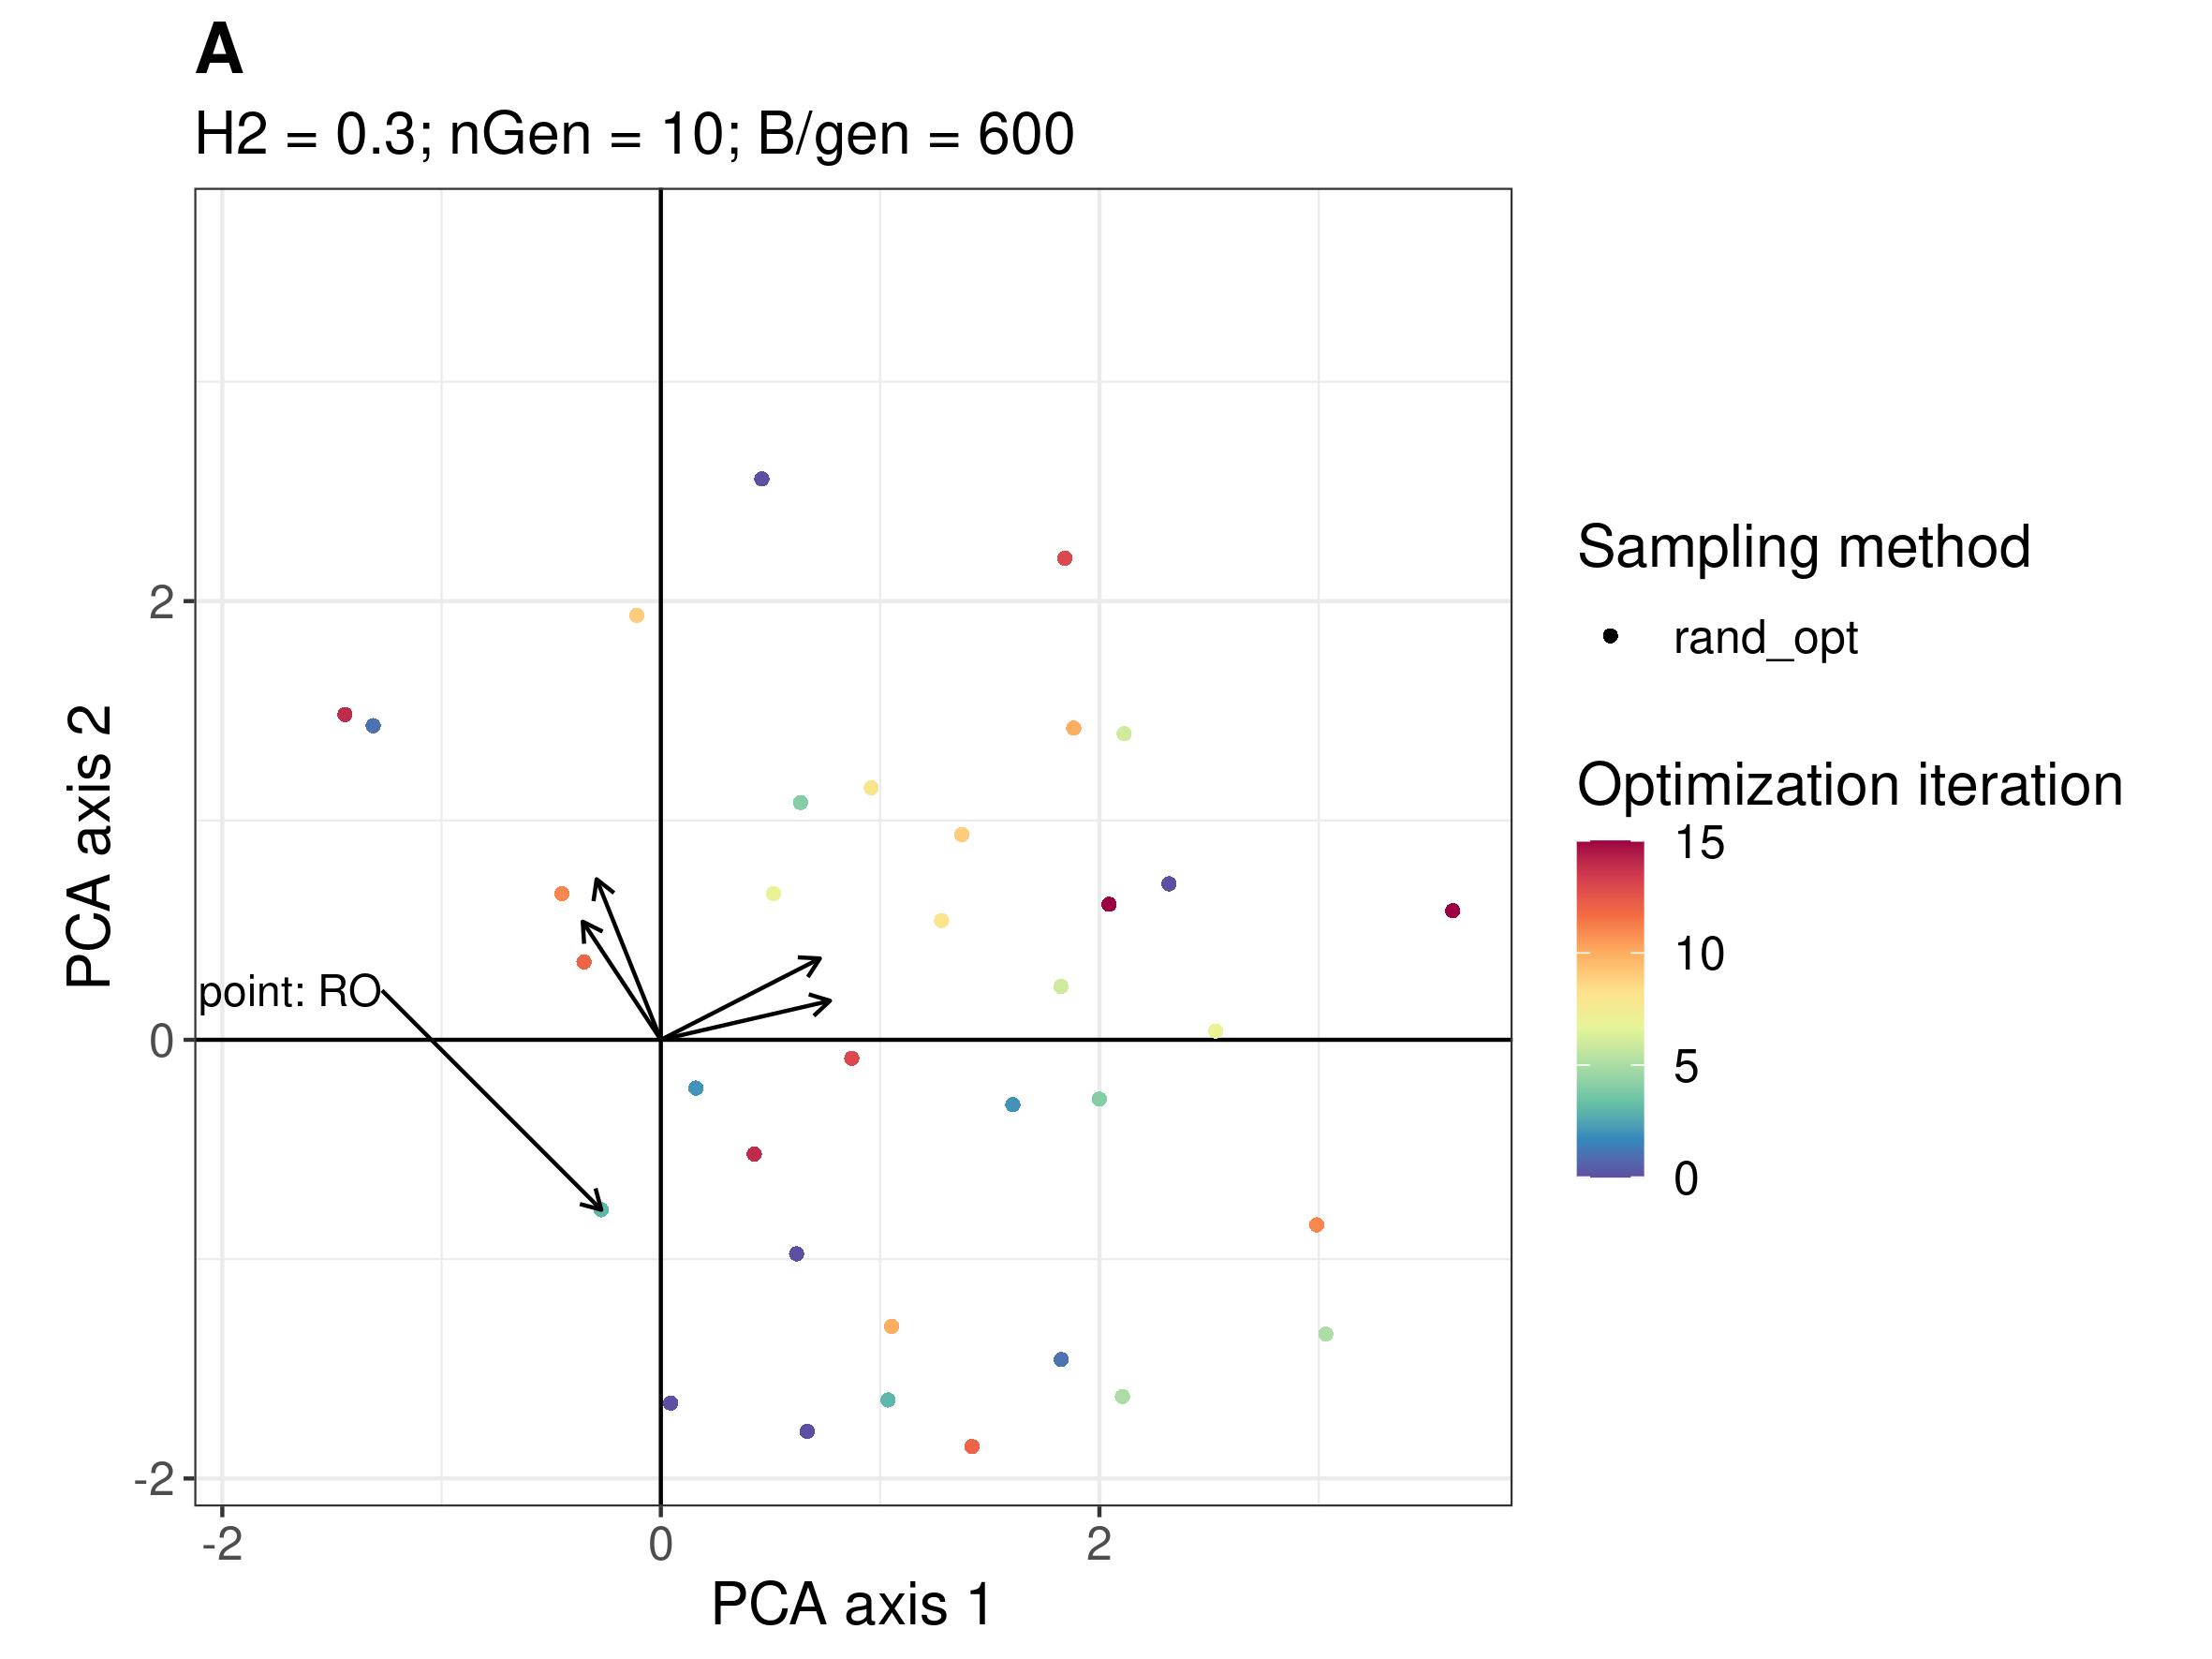 A
H2 = 0.3; nGen = 10; B/gen = 600
PCA axis 2
2
0
-2
point: RO
-2
0
2
PCA axis 1
Sampling method
rand_opt
Optimization iteration
15
10
5
0